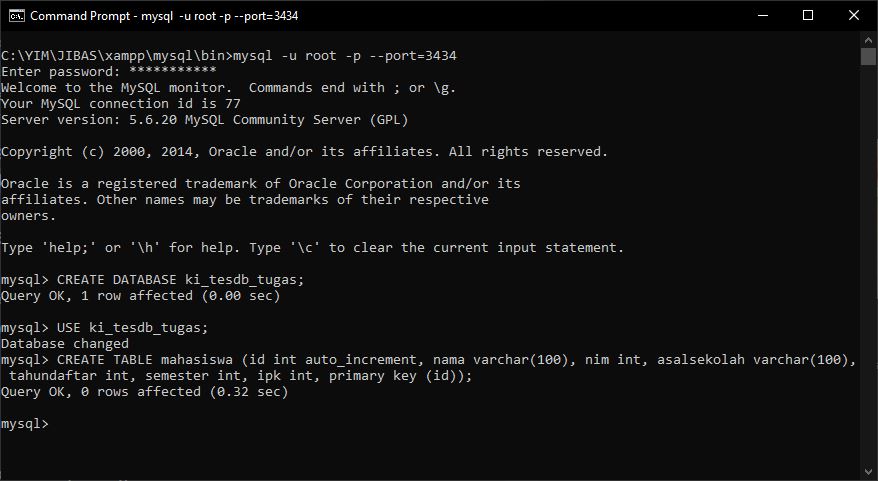 Command Prompt - mysql  -u root -p --port=3434
C:\YIM\JIBAS\xampp\mysql\bin>mysql -u root -p --port=3434
Enter password: ***********
Welcome to the MySQL monitor.  Commands end with ; or \g.
Your MySQL connection id is 77
Server version: 5.6.20 MySQL Community Server (GPL)
Copyright (c) 2000, 2014, Oracle and/or its affiliates. All rights reserved.
Oracle is a registered trademark of Oracle Corporation and/or its
affiliates. Other names may be trademarks of their respective
owners.
Type 'help;' or '\h' for help. Type '\c' to clear the current input statement.
mysql> CREATE DATABASE ki_tesdb_tugas;
Query OK, 1 row affected (0.00 sec)
mysql> USE ki_tesdb_tugas;
Database changed
mysql> CREATE TABLE mahasiswa (id int auto_increment, nama varchar(100), nim int, asalsekolah varchar(100),
 tahundaftar int, semester int, ipk int, primary key (id));
Query OK, 0 rows affected (0.32 sec)
mysql>